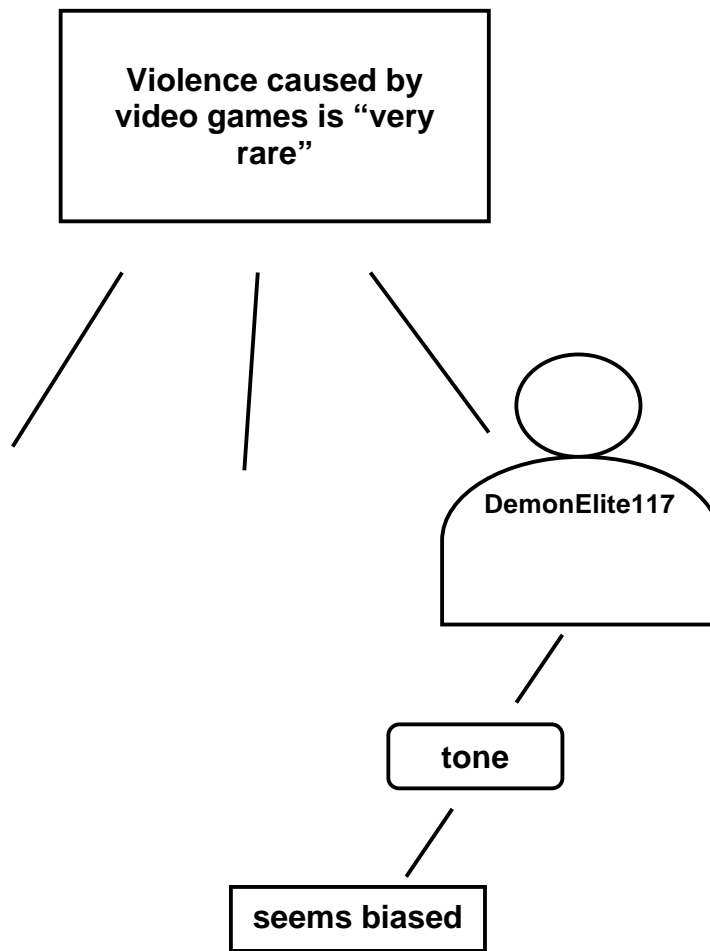 Violence caused by
video games is “very
rare”
DemonElite117
tone
seems biased